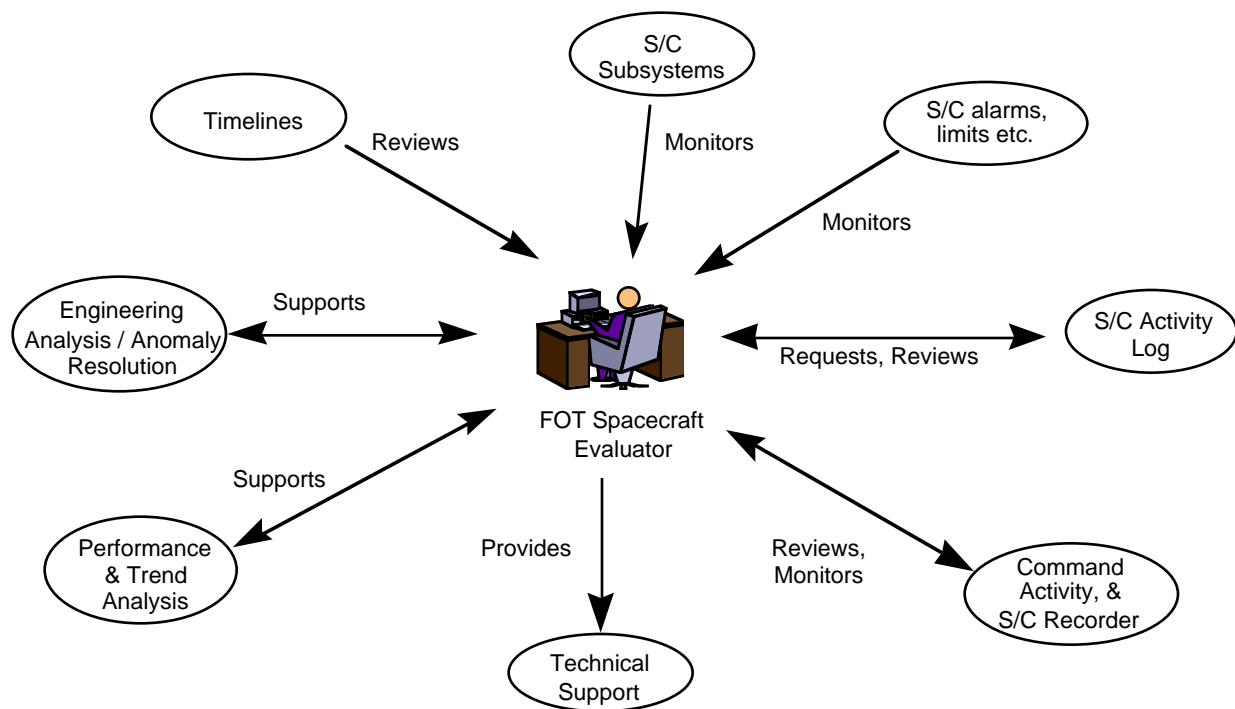 S/C
Subsystems
Timelines
S/C alarms,
limits etc.
Reviews
Monitors
Monitors
Engineering
Analysis / Anomaly
Resolution
Supports
S/C Activity
Log
Requests, Reviews
FOT Spacecraft
Evaluator
Supports
Performance
& Trend
Analysis
Provides
Reviews,
Monitors
Command
Activity, &
S/C Recorder
Technical
Support